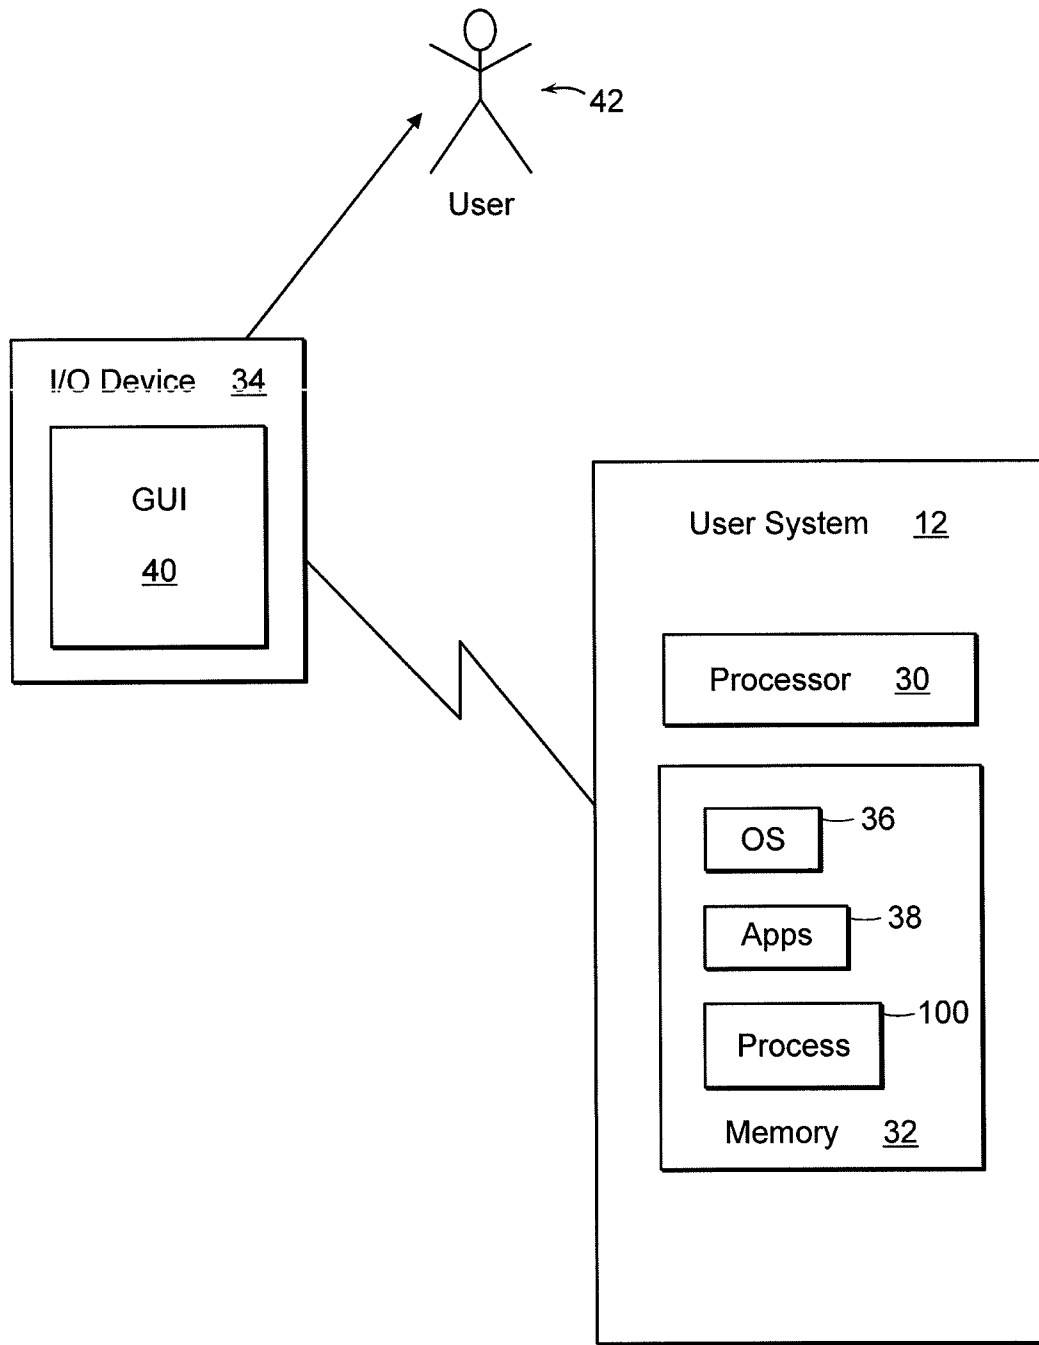 42
User
I/O Device 34
GUI
40
User System 12
Processor 30
OS
36
Apps
38
Process
100
Memory 32